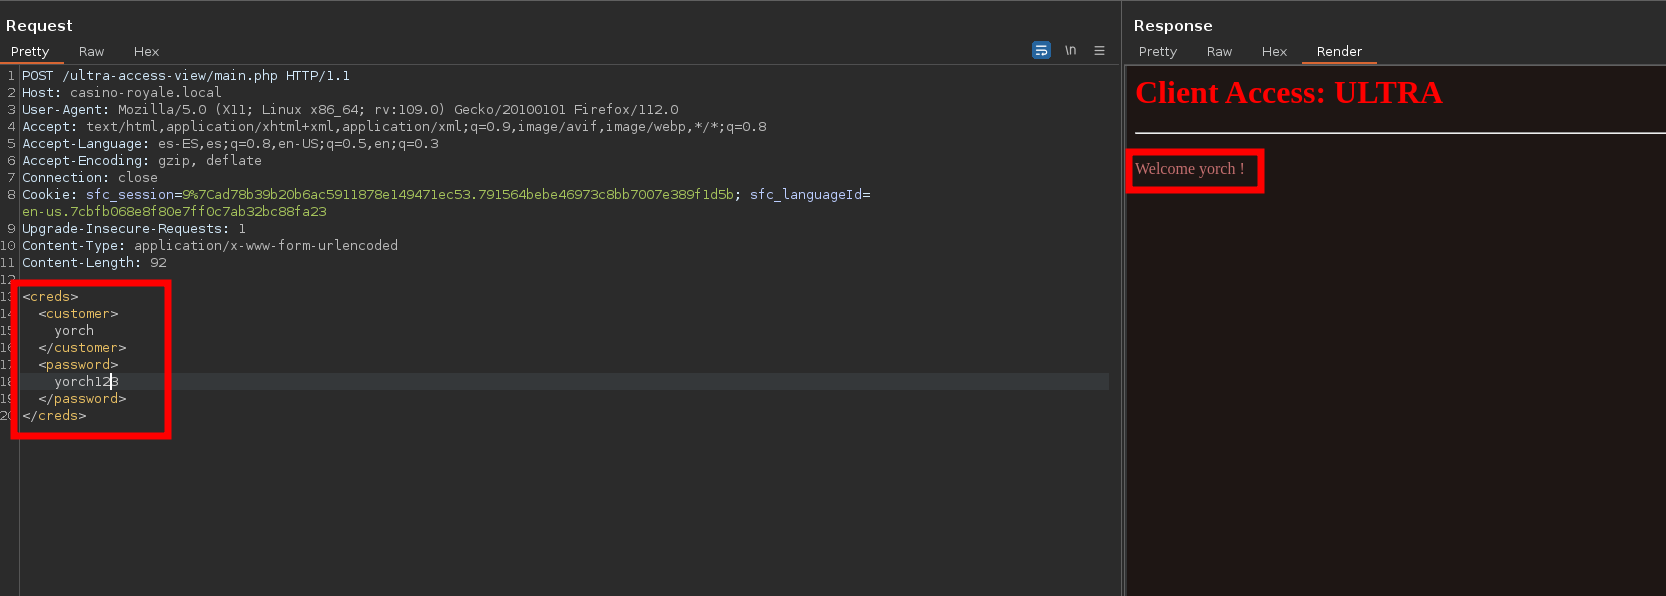 Request
Pretty Raw Hex
\n
1 POST /ultra-access-view/main.php HTTP/1.1
2 Host: casino-royale.local
3 User-Agent: Mozilla/5.0 (X11; Linux x86_64; rv:109.0) Gecko/20100101 Firefox/112.0
4 Accept: text/html,application/xhtml+xml,application/xml;q=0.9,image/avif,image/webp,*/*;q=0.8
5 Accept-Language: es-ES,es;q=0.8,en-US;q=0.5,en;q=0.3
6 Accept-Encoding: gzip, deflate
7 Connection: close
8 Cookie: sfc_session=9%7Cad78b39b20b6ac5911878e149471ec53.791564bebe46973c8bb7007e389f1d5b; sfc_languageId=
en-us.7cbfb068e8f80e7ff0c7ab32bc88fa23
9 Upgrade-Insecure-Requests: 1
10 Content-Type: application/x-www-form-urlencoded
11 Content-Length: 92
12
13 <creds>
14 <customer>
15 yorch
16 </customer>
17 <password>
18 yorch123
19 </password>
20 </creds>
Response
Pretty Raw Hex Render
Client Access: ULTRA
Welcome yorch !